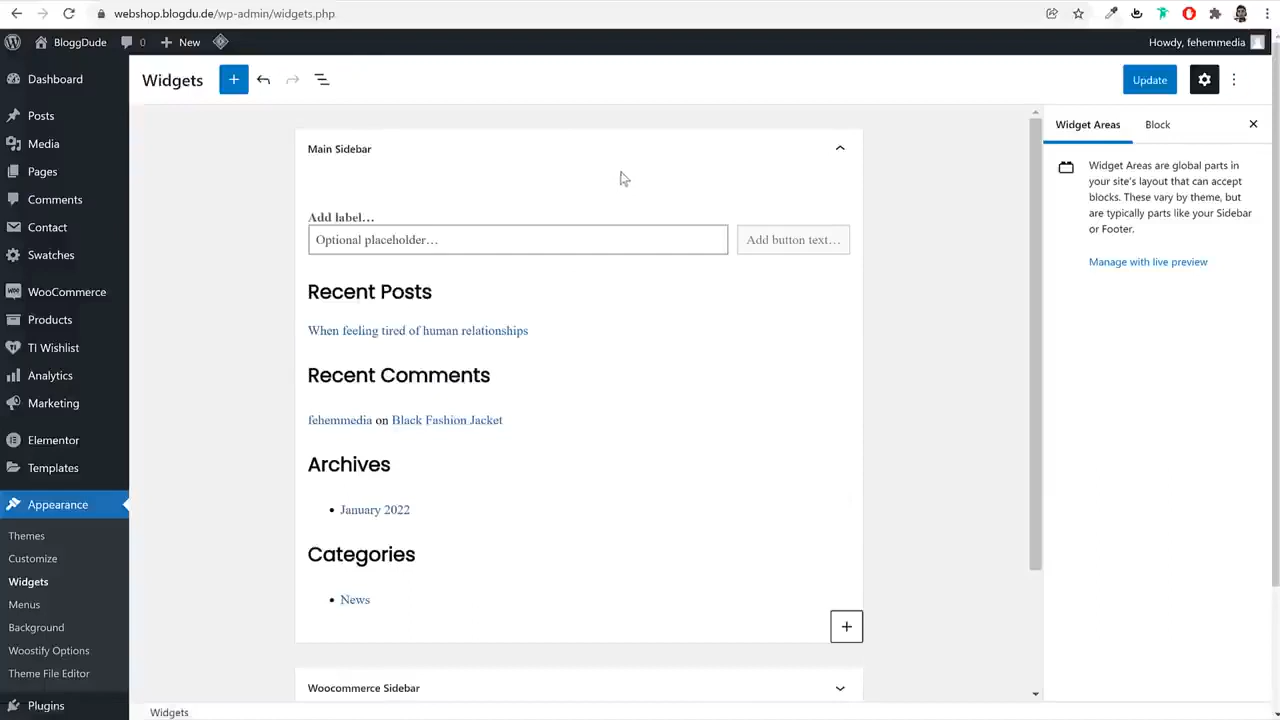 webshop.blogdu.de/wp-admin/widgets.php
BloggDude
0
New
Howdy, fehemmedia
Dashboard
Posts
Media
Pages
Comments
Contact
Swatches
WooCommerce
Products
TI Wishlist
Analytics
Marketing
Elementor
Templates
Appearance
Themes
Customize
Widgets
Menus
Background
Woostify Options
Theme File Editor
Plugins
Widgets
Update
Main Sidebar
Add label...
Optional placeholder...
Add button text...
Recent Posts
When feeling tired of human relationships
Recent Comments
fehemmedia on Black Fashion Jacket
Archives
• January 2022
Categories
• News
Woocommerce Sidebar
Widget Areas
Block
Widget Areas are global parts in
your site's layout that can accept
blocks. These vary by theme, but
are typically parts like your Sidebar
or Footer.
Manage with live preview
Widgets